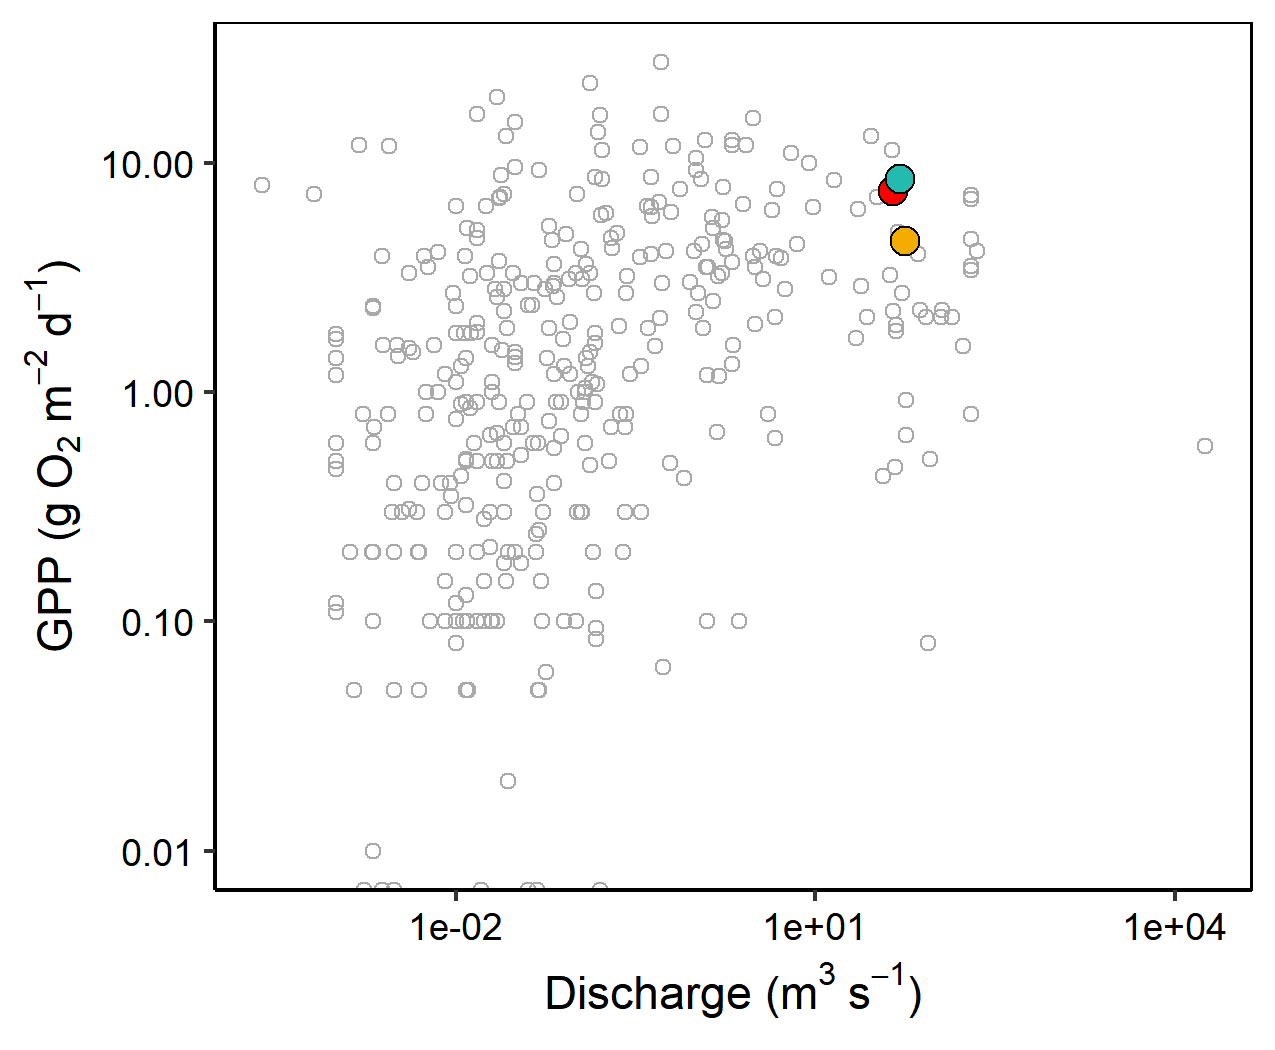 10.00
1.00
0.10
0.01
GPP (g O₂ m⁻² d⁻¹)
1e-02 1e+01 1e+04
Discharge (m³ s⁻¹)